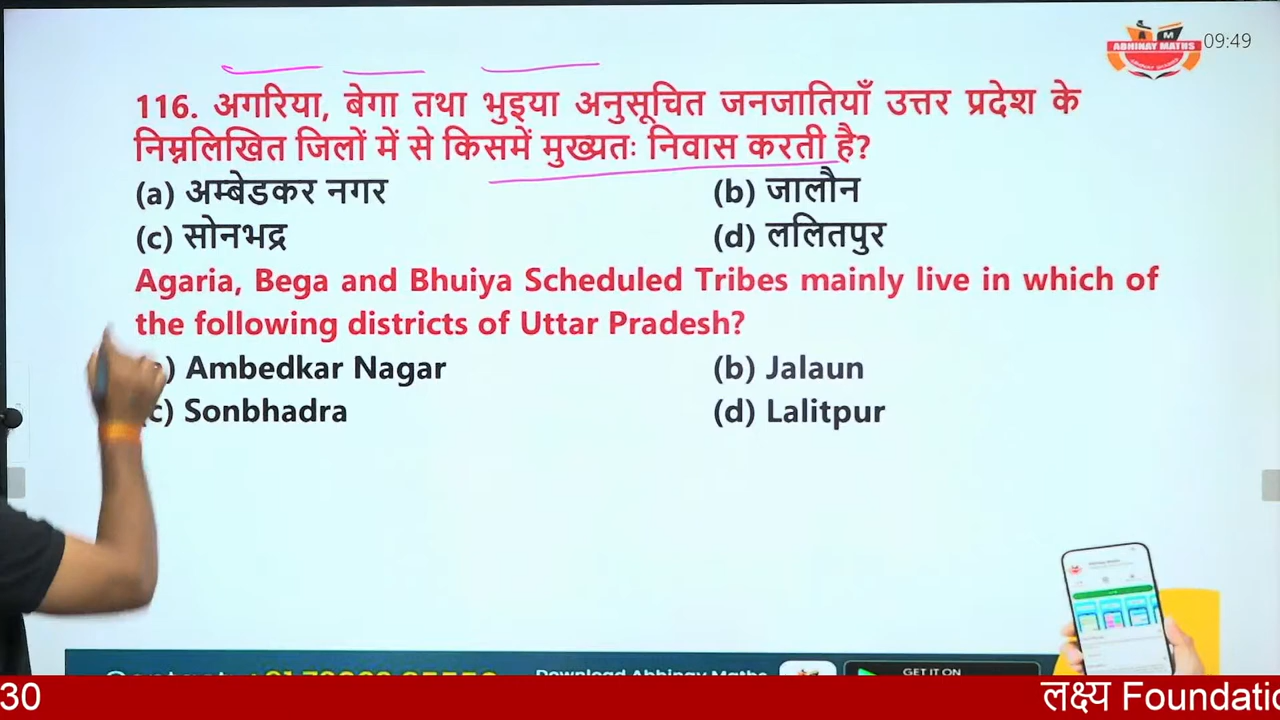 ABHINAY MATHS
09:49
116. अगरिया, बेगा तथा भुइया अनुसूचित जनजातियाँ उत्तर प्रदेश के
निम्नलिखित जिलों में से किसमें मुख्यतः निवास करती है?
(a) अम्बेडकर नगर (b) जालौन
(c) सोनभद्र (d) ललितपुर
Agaria, Bega and Bhuiya Scheduled Tribes mainly live in which of
the following districts of Uttar Pradesh?
) Ambedkar Nagar (b) Jalaun
c) Sonbhadra (d) Lalitpur
Download Abhinay Maths
GET IT ON
30 लक्ष्य Foundatic